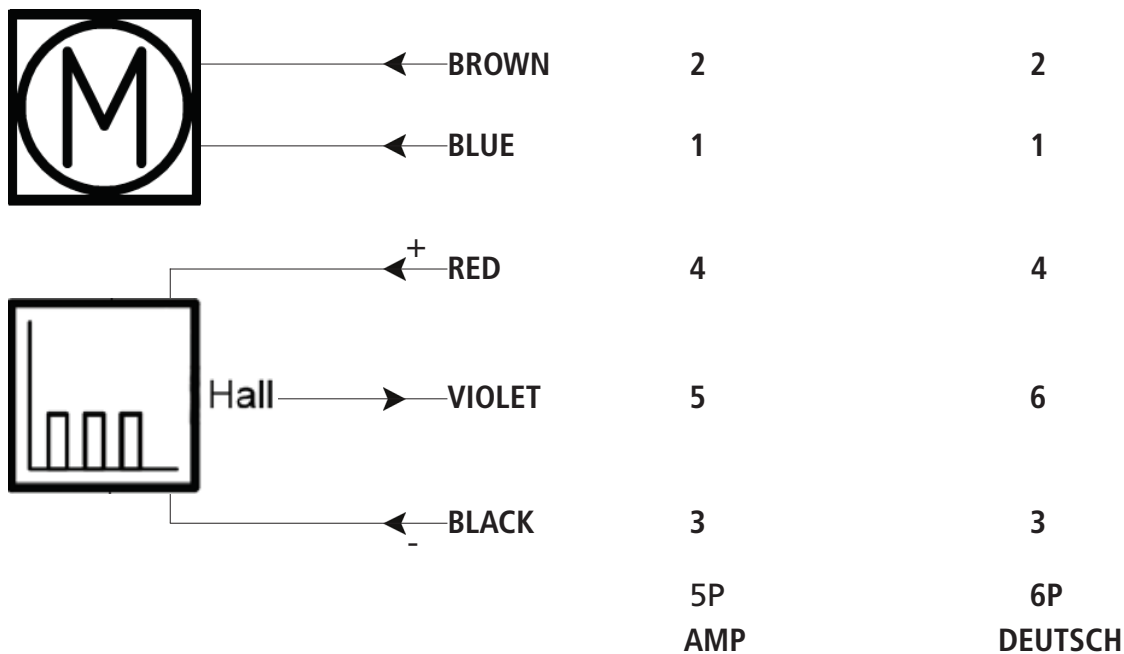 M
BROWN 2 2
BLUE 1 1
+
RED 4 4
Hall VIOLET 5 6
BLACK 3 3
-
5P 6P
AMP DEUTSCH